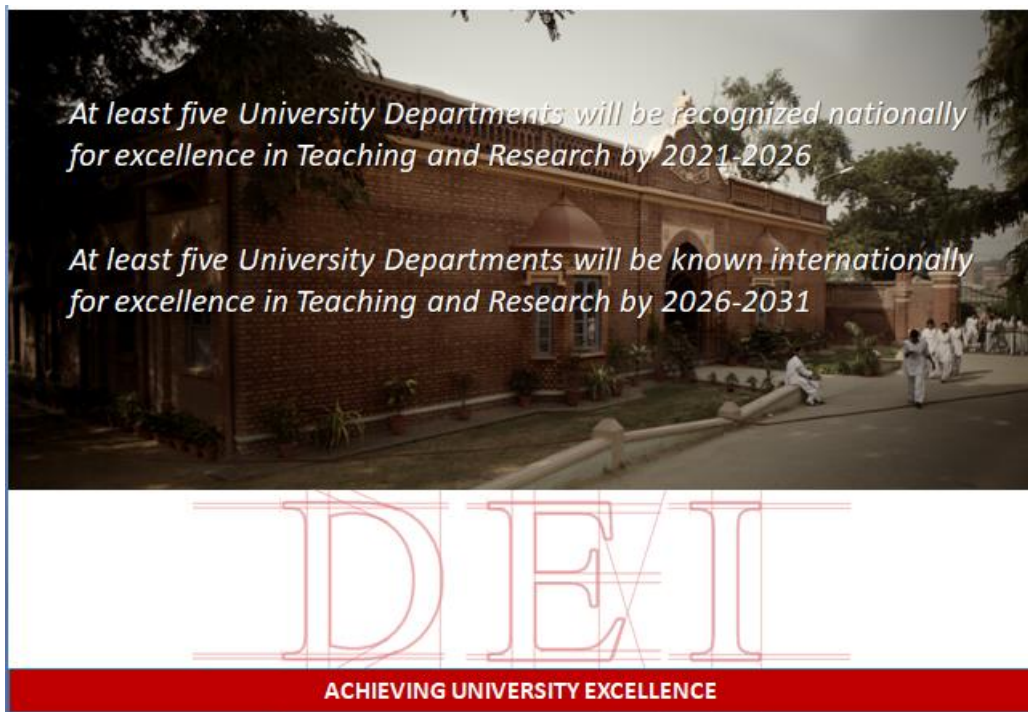 At least five University Departments will be recognized nationally
for excellence in Teaching and Research by 2021-2026
At least five University Departments will be known internationally
for excellence in Teaching and Research by 2026-2031
DEI
ACHIEVING UNIVERSITY EXCELLENCE